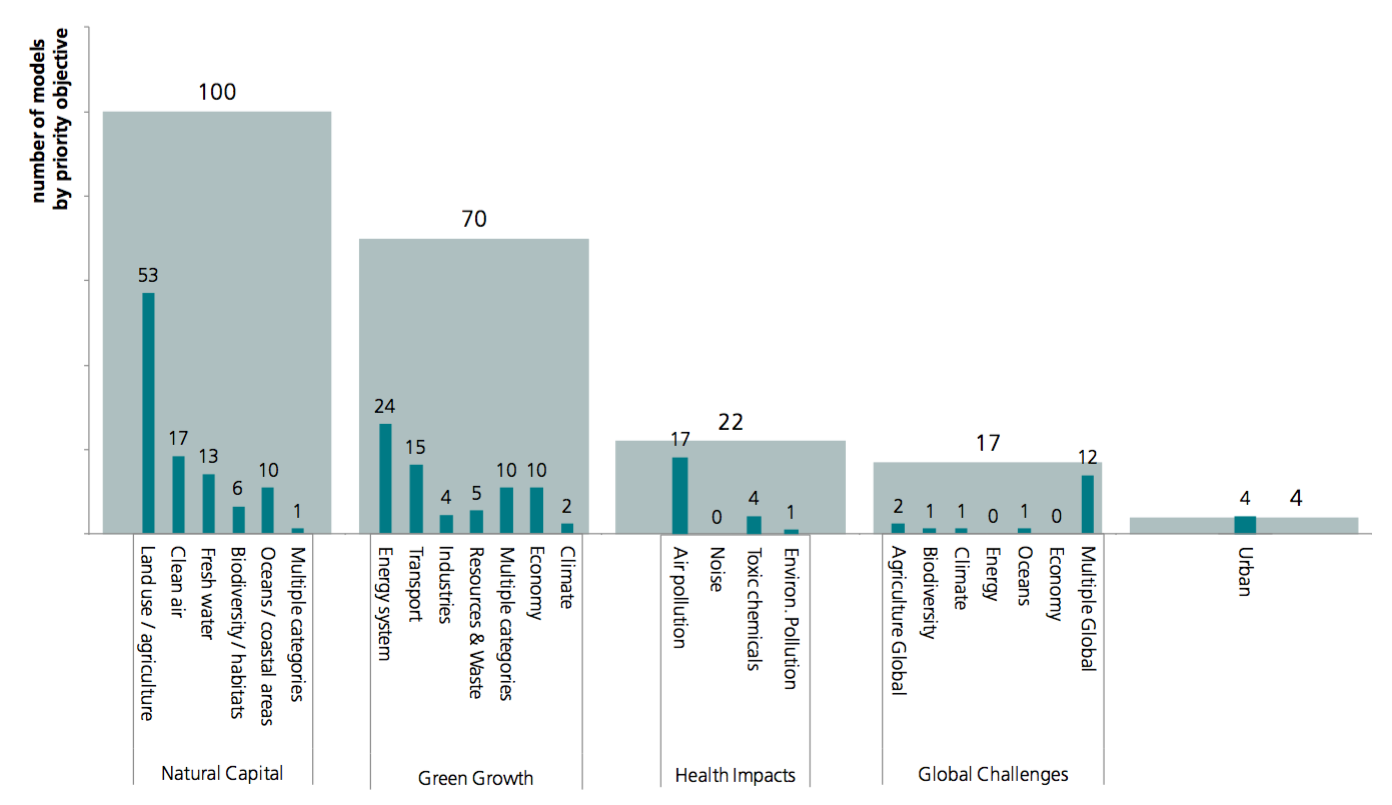 number of models
by priority objective
100
70
22
17
4
53
17
13
6
10
1
24
15
4
5
10
10
2
17
0
4
1
2
1
1
0
1
0
12
4
Land use / agriculture
Clean air
Fresh water
Biodiversity / habitats
Oceans / coastal areas
Multiple categories
Energy system
Transport
Industries
Resources & Waste
Multiple categories
Economy
Climate
Air pollution
Noise
Toxic chemicals
Environ. Pollution
Agriculture Global
Biodiversity
Climate
Energy
Oceans
Economy
Multiple Global
Urban
Natural Capital
Green Growth
Health Impacts
Global Challenges